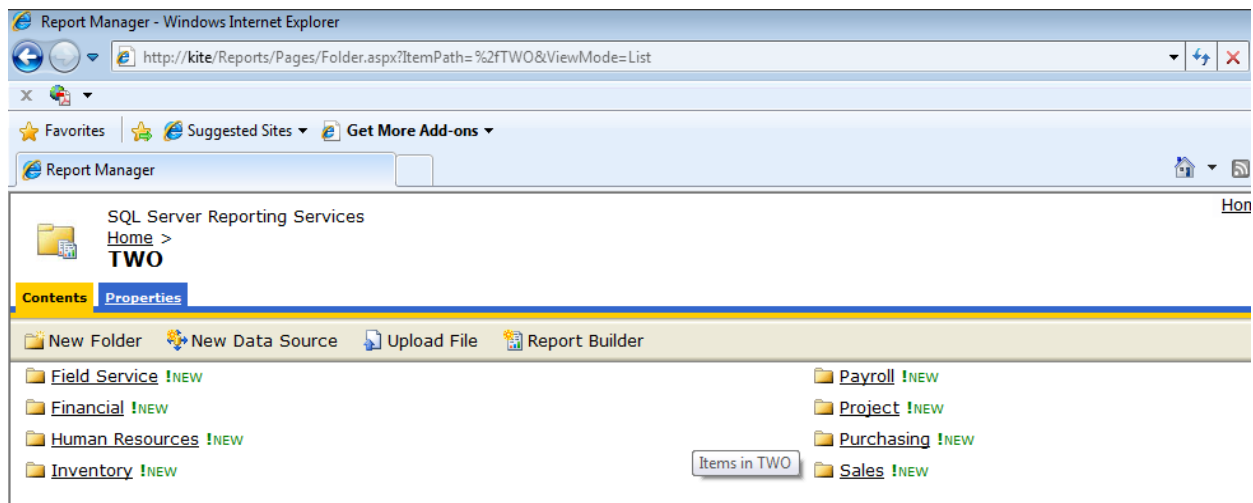 Report Manager - Windows Internet Explorer
http://kite/Reports/Pages/Folder.aspx?ItemPath=%2fTWO&ViewMode=List
x
Favorites Suggested Sites Get More Add-ons
Report Manager
SQL Server Reporting Services
Home >
TWO
Contents Properties
New Folder New Data Source Upload File Report Builder
Field Service !NEW Payroll !NEW
Financial !NEW Project !NEW
Human Resources !NEW Purchasing !NEW
Items in TWO
Inventory !NEW Sales !NEW